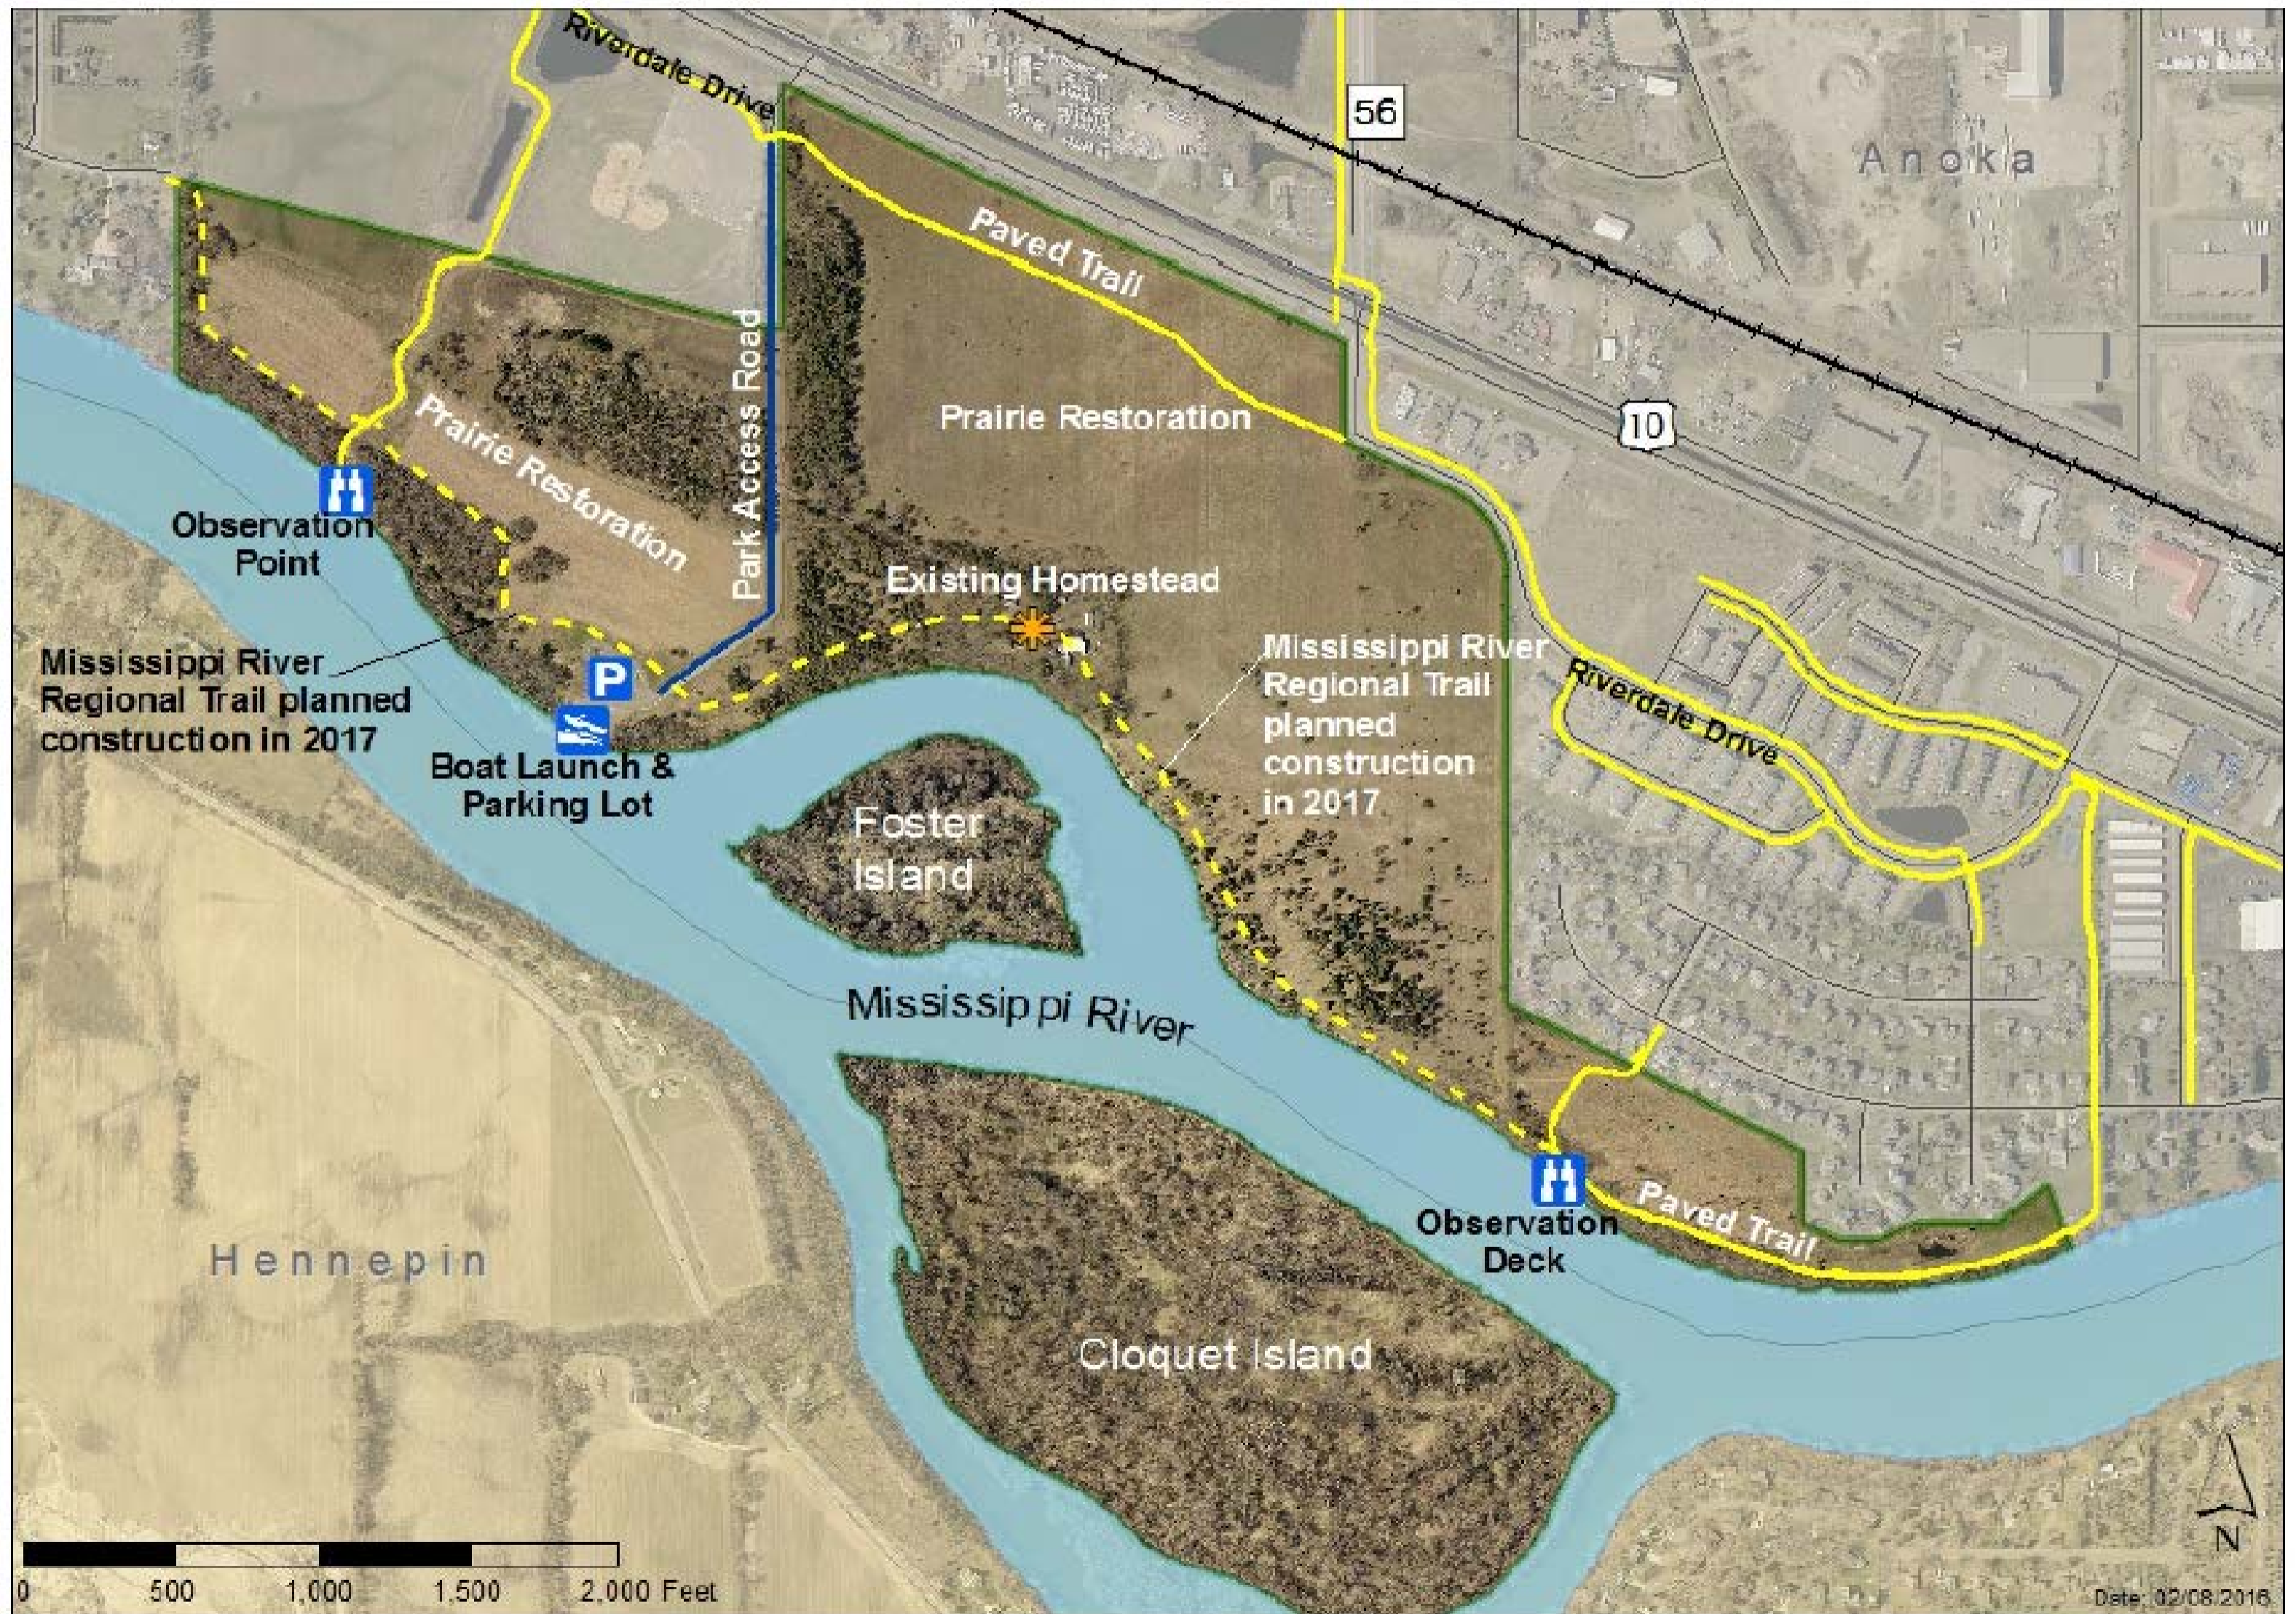 Riverdale Drive
56
Anoka
Paved Trail
Park Access Road
Prairie Restoration
10
Prairie Restoration
Observation
Point
Existing Homestead
Mississippi River
Regional Trail planned
construction in 2017
P
Mississippi River
Regional Trail
planned
construction
in 2017
Riverdale Drive
Boat Launch &
Parking Lot
Foster
Island
Mississippi River
Observation
Deck
Paved Trail
Hennepin
Cloquet Island
N
0 500 1,000 1,500 2,000 Feet
Date: 02/08/2016